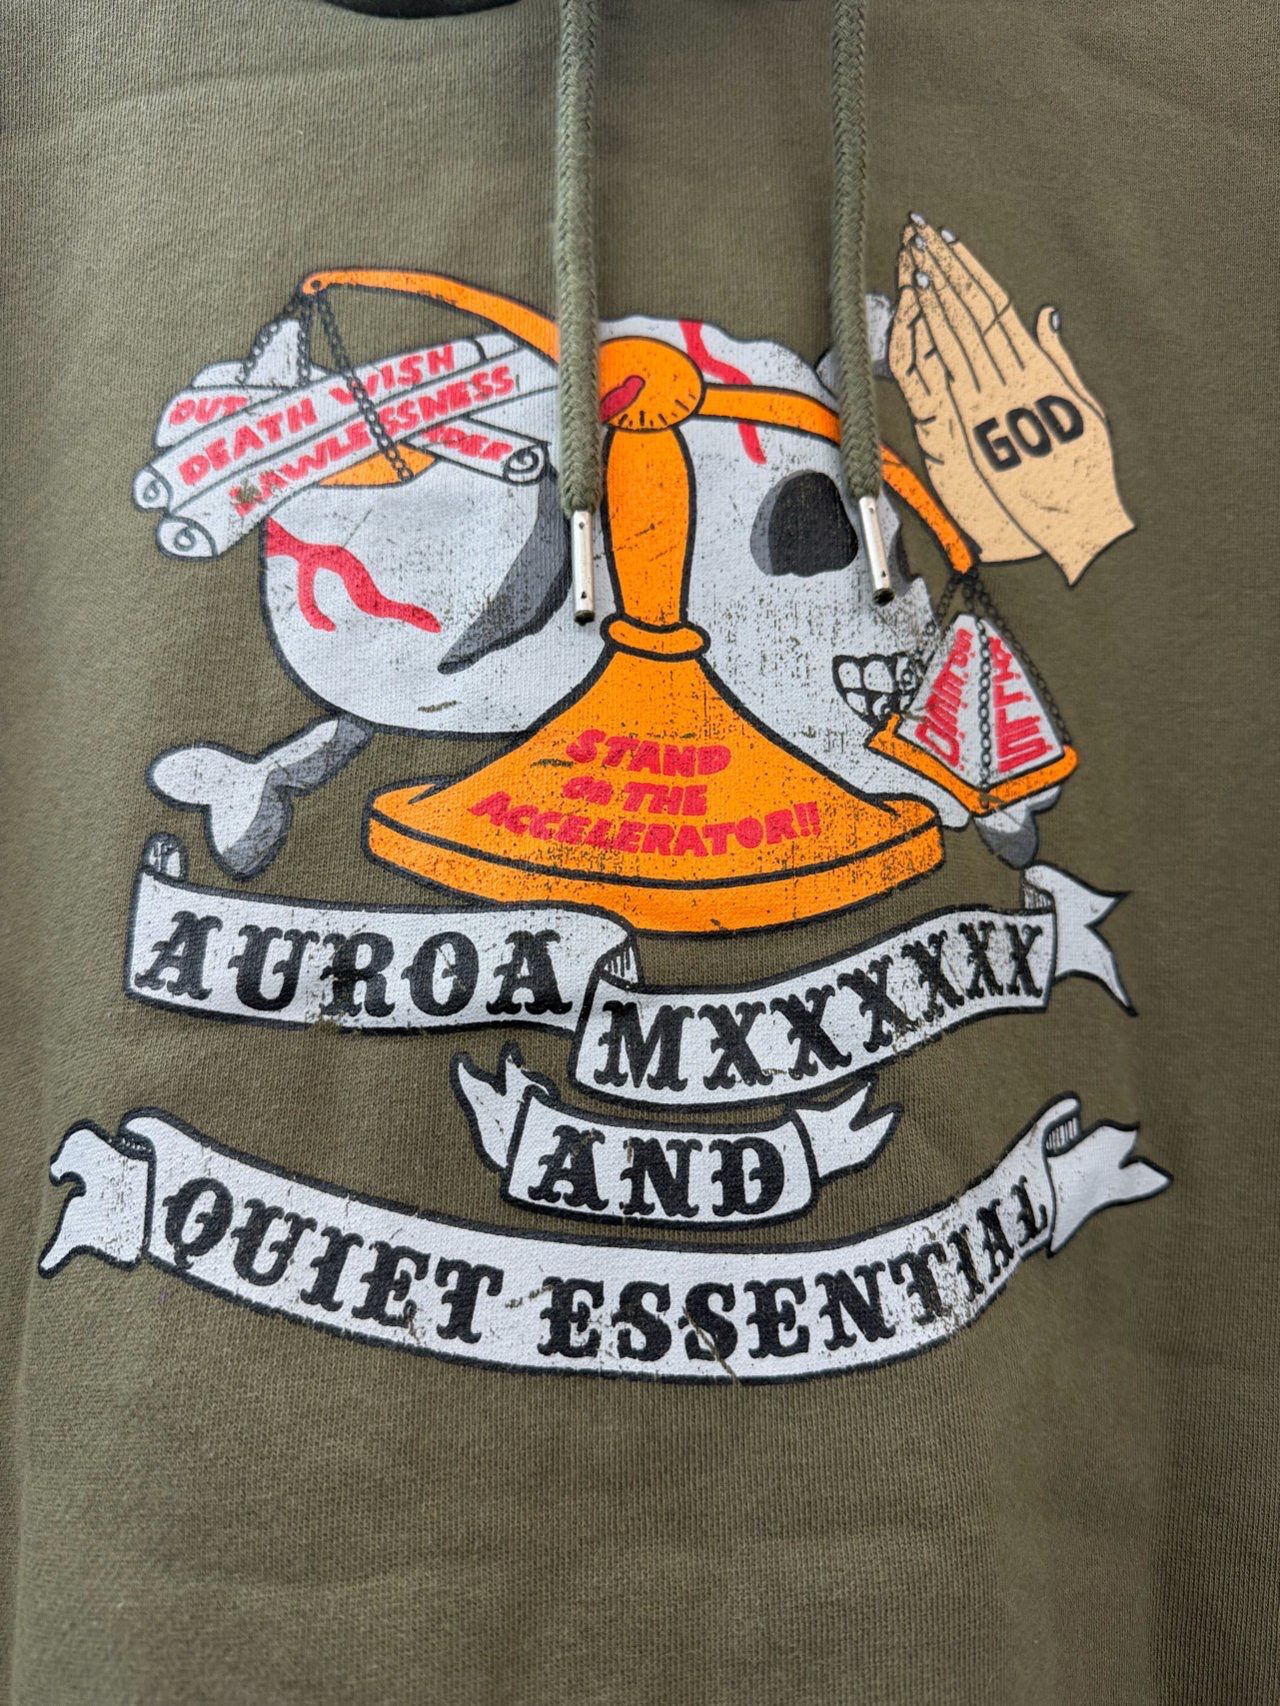 DEATH WISH
LAWLESSNESS
GOD
STAND
ON THE
ACCELERATOR!!
AUROA
MXXXXXX
AND
QUIET ESSENTIAL